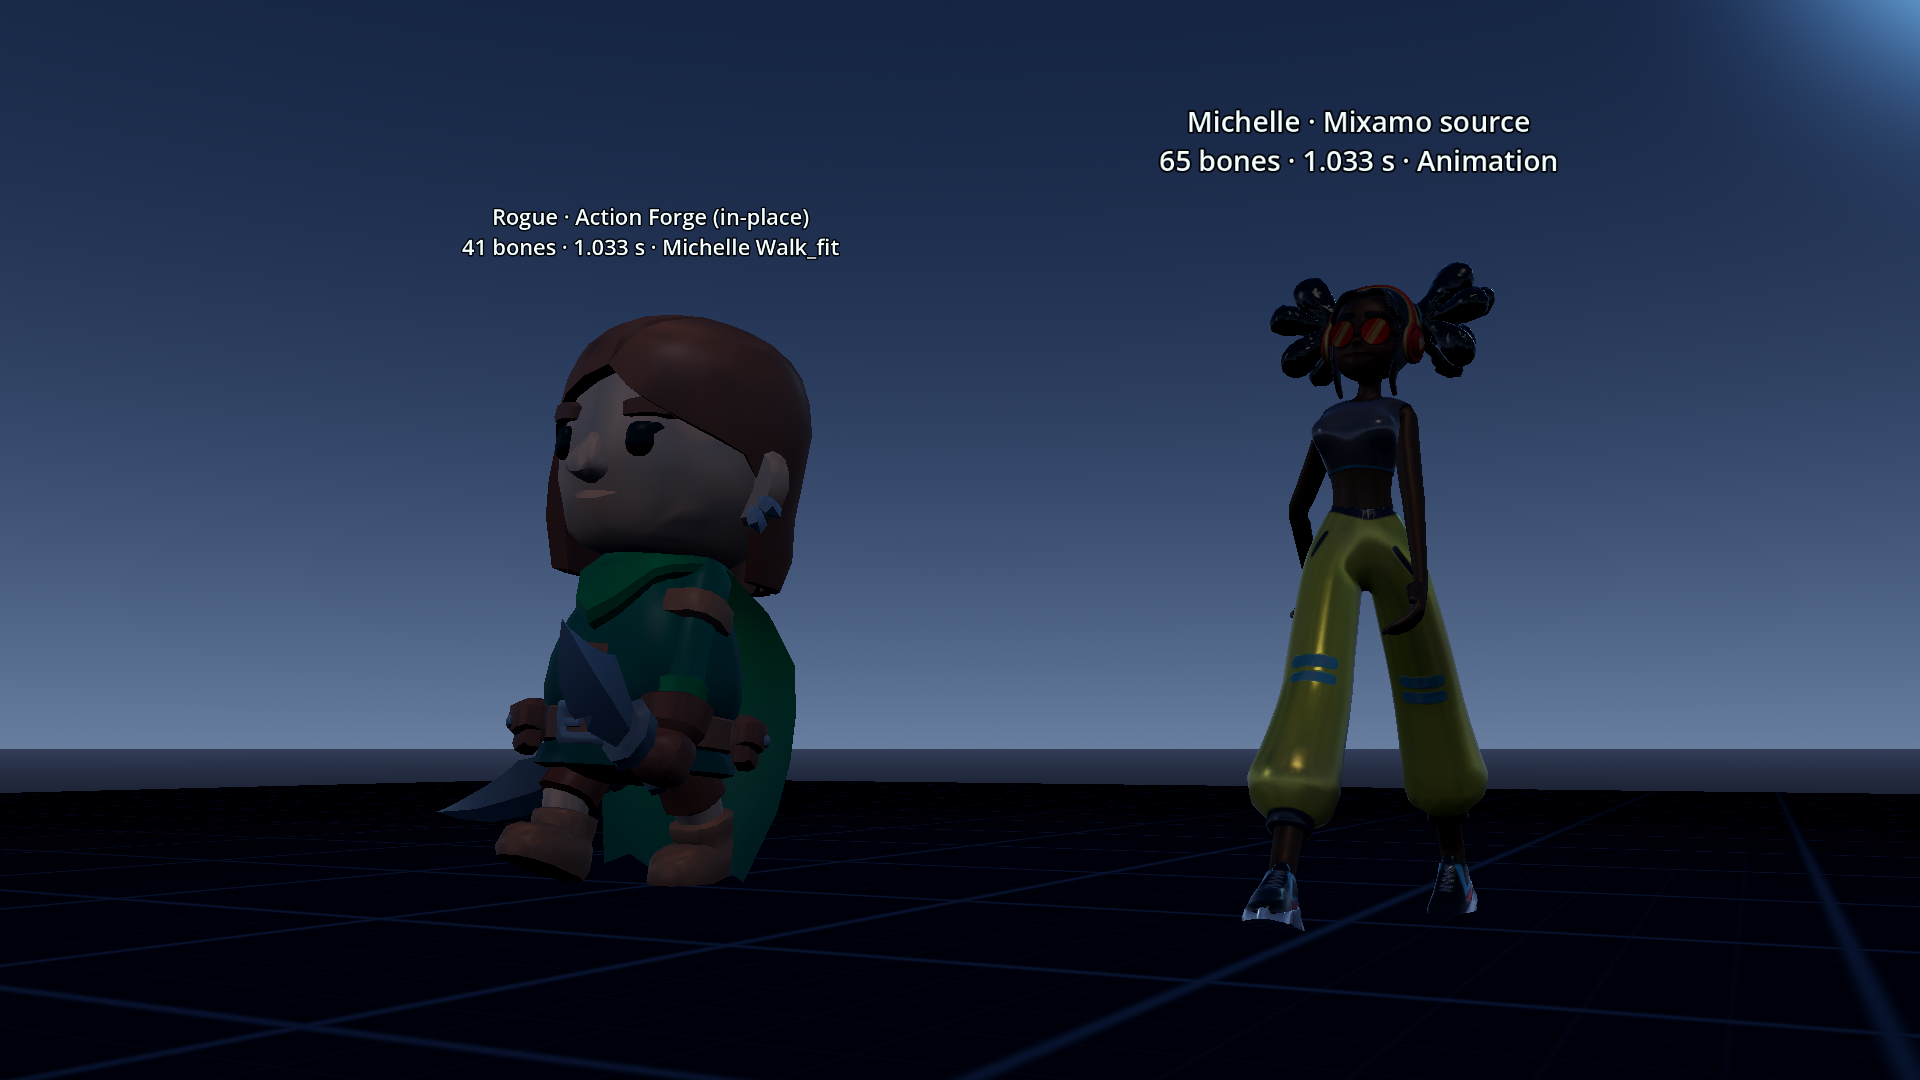 Michelle · Mixamo source
65 bones · 1.033 s · Animation
Rogue · Action Forge (in-place)
41 bones · 1.033 s · Michelle Walk_fit